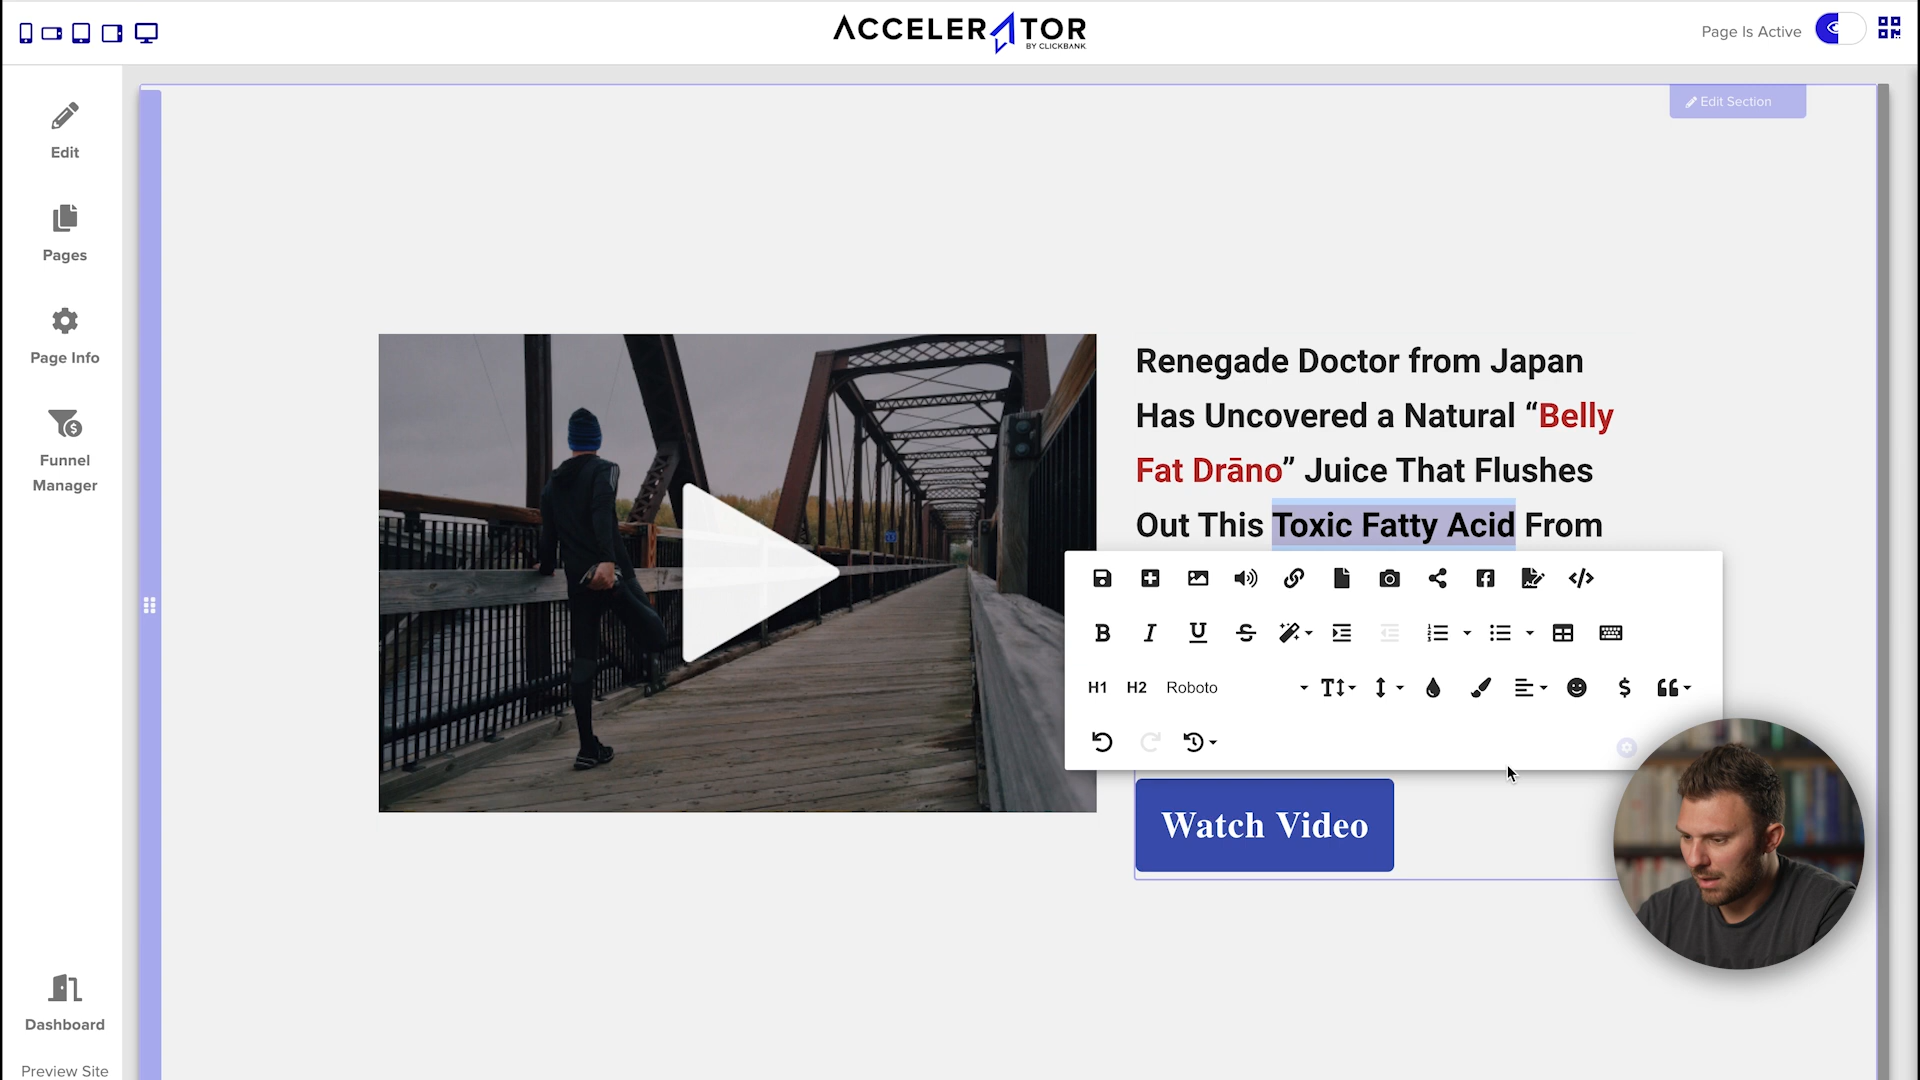 ACCELERATOR
BY CLICKBANK
Page Is Active
Edit
Pages
Page Info
Funnel
Manager
Dashboard
Preview Site
Edit Section
Renegade Doctor from Japan
Has Uncovered a Natural “Belly
Fat Drāno” Juice That Flushes
Out This Toxic Fatty Acid From
H1 H2 Roboto
Watch Video